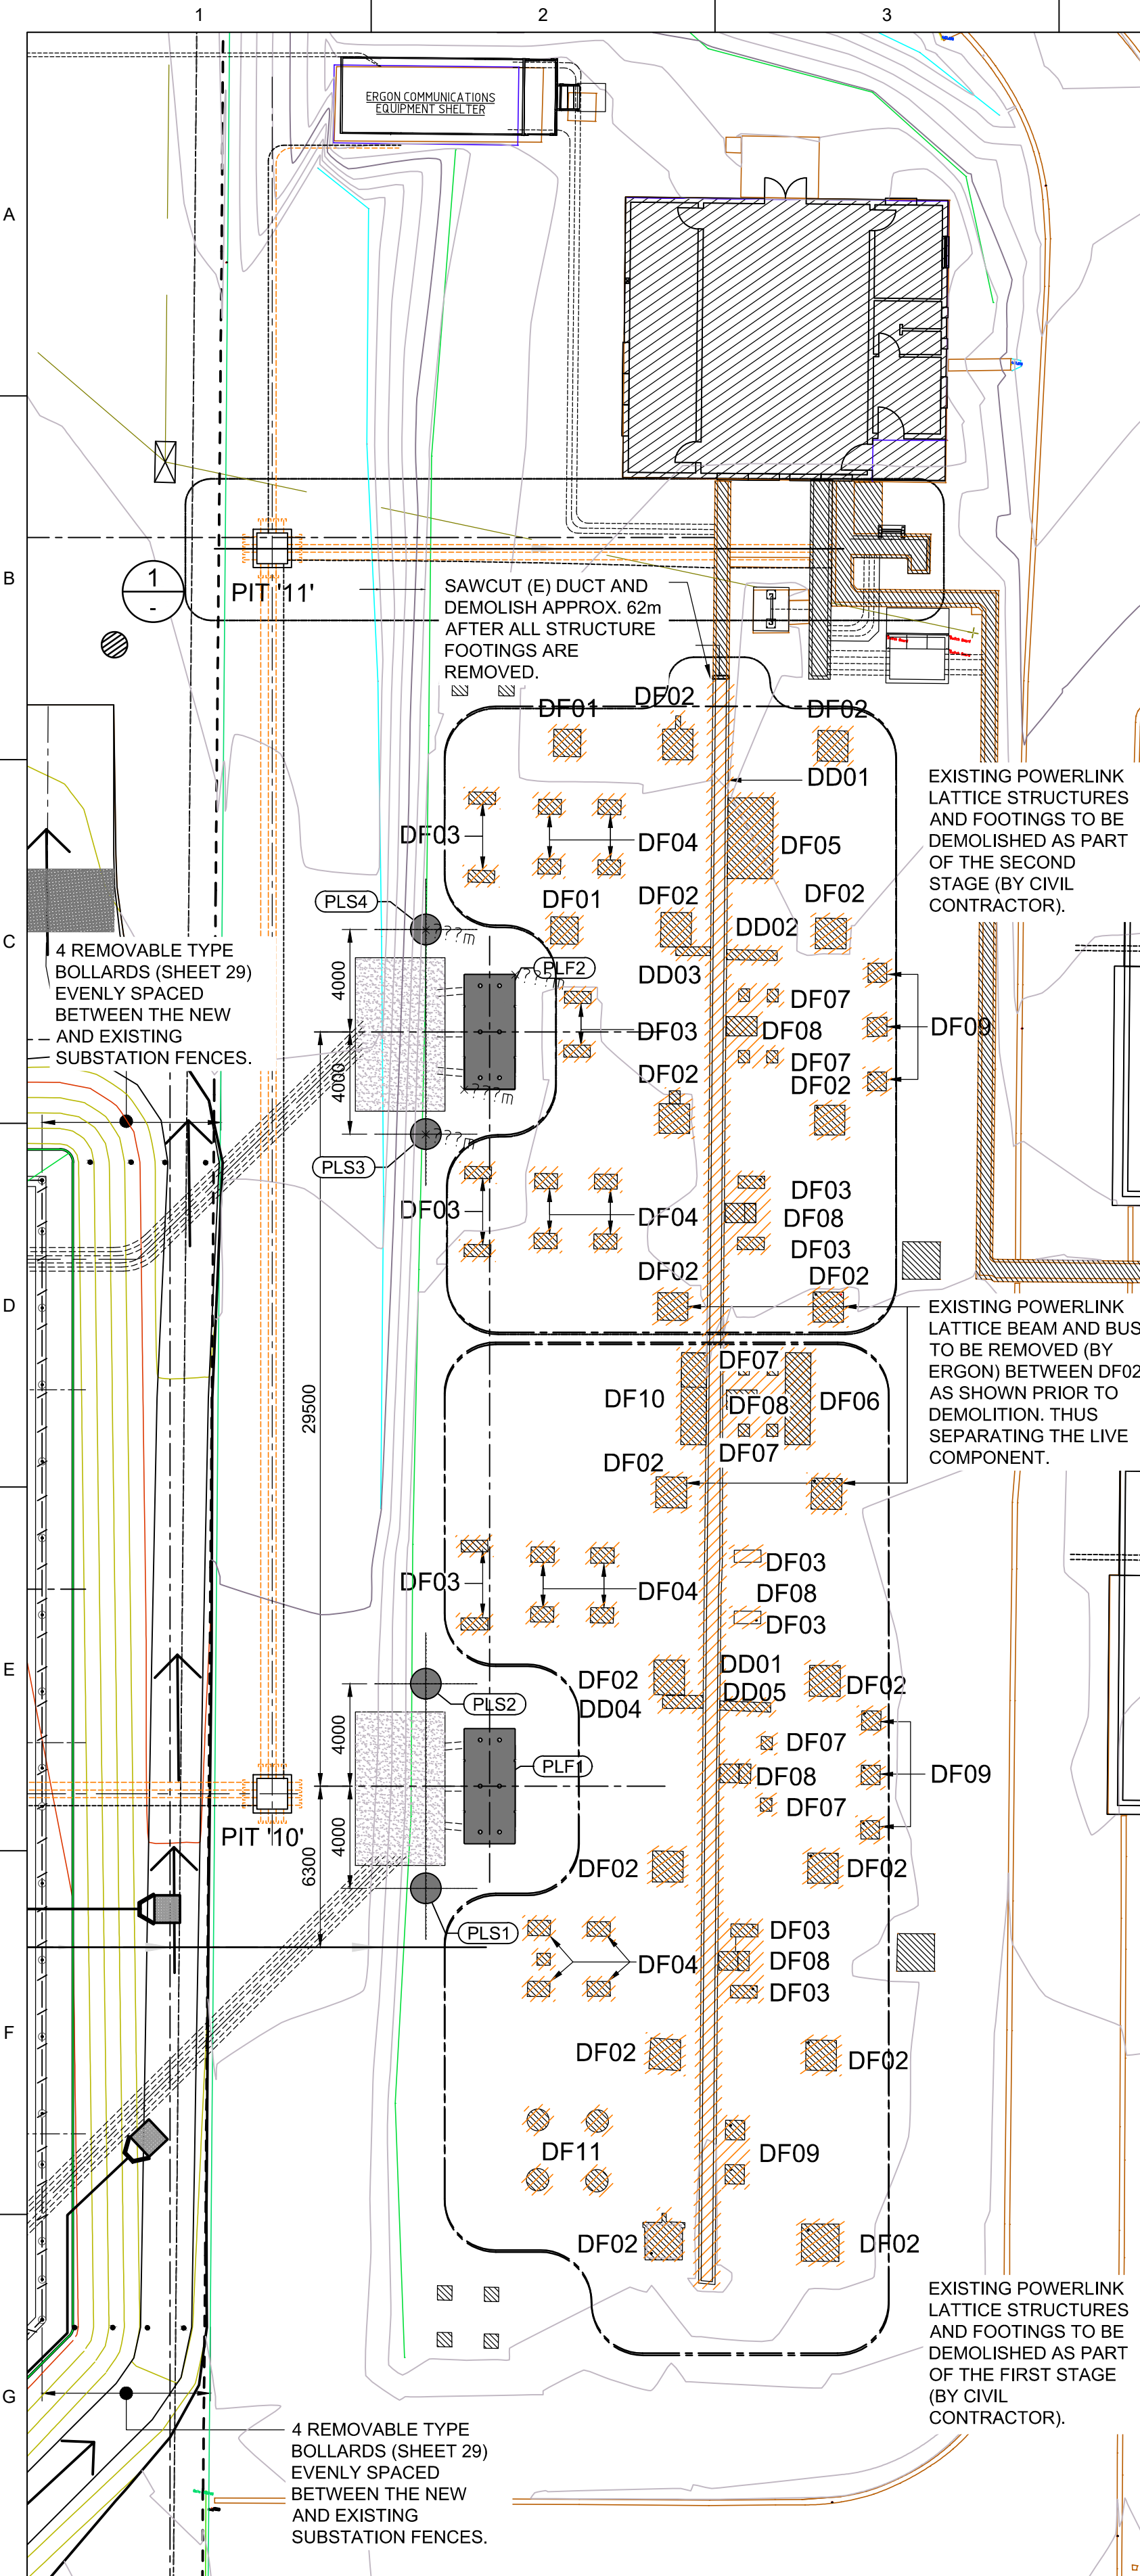 1
2
3
ERGON COMMUNICATIONS
EQUIPMENT SHELTER
A
B
1
-
PIT '11'
SAWCUT (E) DUCT AND
DEMOLISH APPROX. 62m
AFTER ALL STRUCTURE
FOOTINGS ARE
REMOVED.
DF01
DF02
DF02
DD01
EXISTING POWERLINK
LATTICE STRUCTURES
AND FOOTINGS TO BE
DEMOLISHED AS PART
OF THE SECOND
STAGE (BY CIVIL
CONTRACTOR).
DF03
DF04
DF05
PLS4
DF01
DF02
DF02
C
DD02
???m
4 REMOVABLE TYPE
BOLLARDS (SHEET 29)
EVENLY SPACED
BETWEEN THE NEW
AND EXISTING
SUBSTATION FENCES.
4000
PLF2
???m
DD03
DF07
DF03
DF08
DF09
4000
DF07
DF02
DF02
???m
???m
PLS3
DF03
DF03
DF04
DF08
DF03
DF02
DF02
D
EXISTING POWERLINK
LATTICE BEAM AND BUS
TO BE REMOVED (BY
ERGON) BETWEEN DF02
AS SHOWN PRIOR TO
DEMOLITION. THUS
SEPARATING THE LIVE
COMPONENT.
29500
DF07
DF10
DF08
DF06
DF07
DF02
DF03
DF03
DF04
DF08
DF03
E
DD01
DF02
DF02
DD04
DD05
PLS2
4000
DF07
PLF1
DF08
DF09
DF07
PIT '10'
4000
6300
DF02
DF02
PLS1
DF03
DF04
DF08
DF03
F
DF02
DF02
DF11
DF09
DF02
DF02
EXISTING POWERLINK
LATTICE STRUCTURES
AND FOOTINGS TO BE
DEMOLISHED AS PART
OF THE FIRST STAGE
(BY CIVIL
CONTRACTOR).
G
4 REMOVABLE TYPE
BOLLARDS (SHEET 29)
EVENLY SPACED
BETWEEN THE NEW
AND EXISTING
SUBSTATION FENCES.